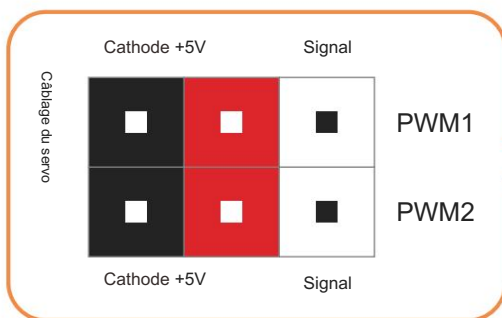 Cathode +5V Signal
Câblage du servo
PWM1
PWM2
Cathode +5V Signal